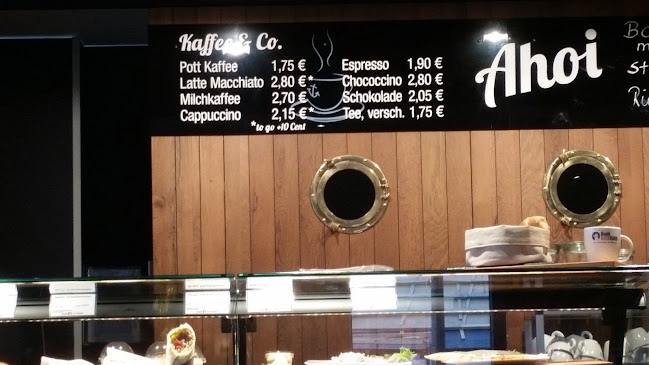 Kaffee & Co.
Pott Kaffee 1,75 €
Latte Macchiato 2,80 €*
Milchkaffee 2,70 €
Cappuccino 2,15 €*
*to go +10 Cent
Espresso 1,90 €
Chococcino 2,80 €
Schokolade 2,05 €
Tee, versch. 1,75 €
Ahoi